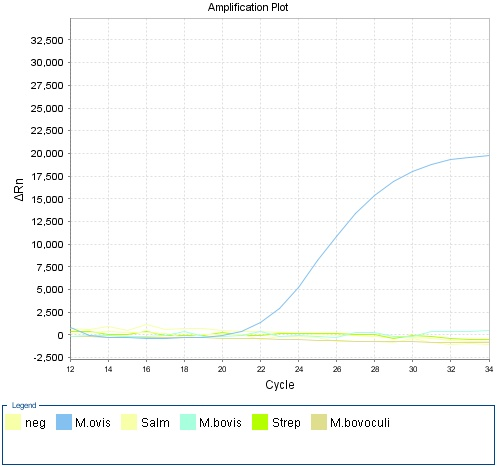 Amplification Plot
32,500
30,000
27,500
25,000
22,500
20,000
17,500
15,000
12,500
10,000
7,500
5,000
2,500
0
-2,500
ΔRn
12 14 16 18 20 22 24 26 28 30 32 34
Cycle
Legend
neg M.ovis Salm M.bovis Strep M.bovoculi